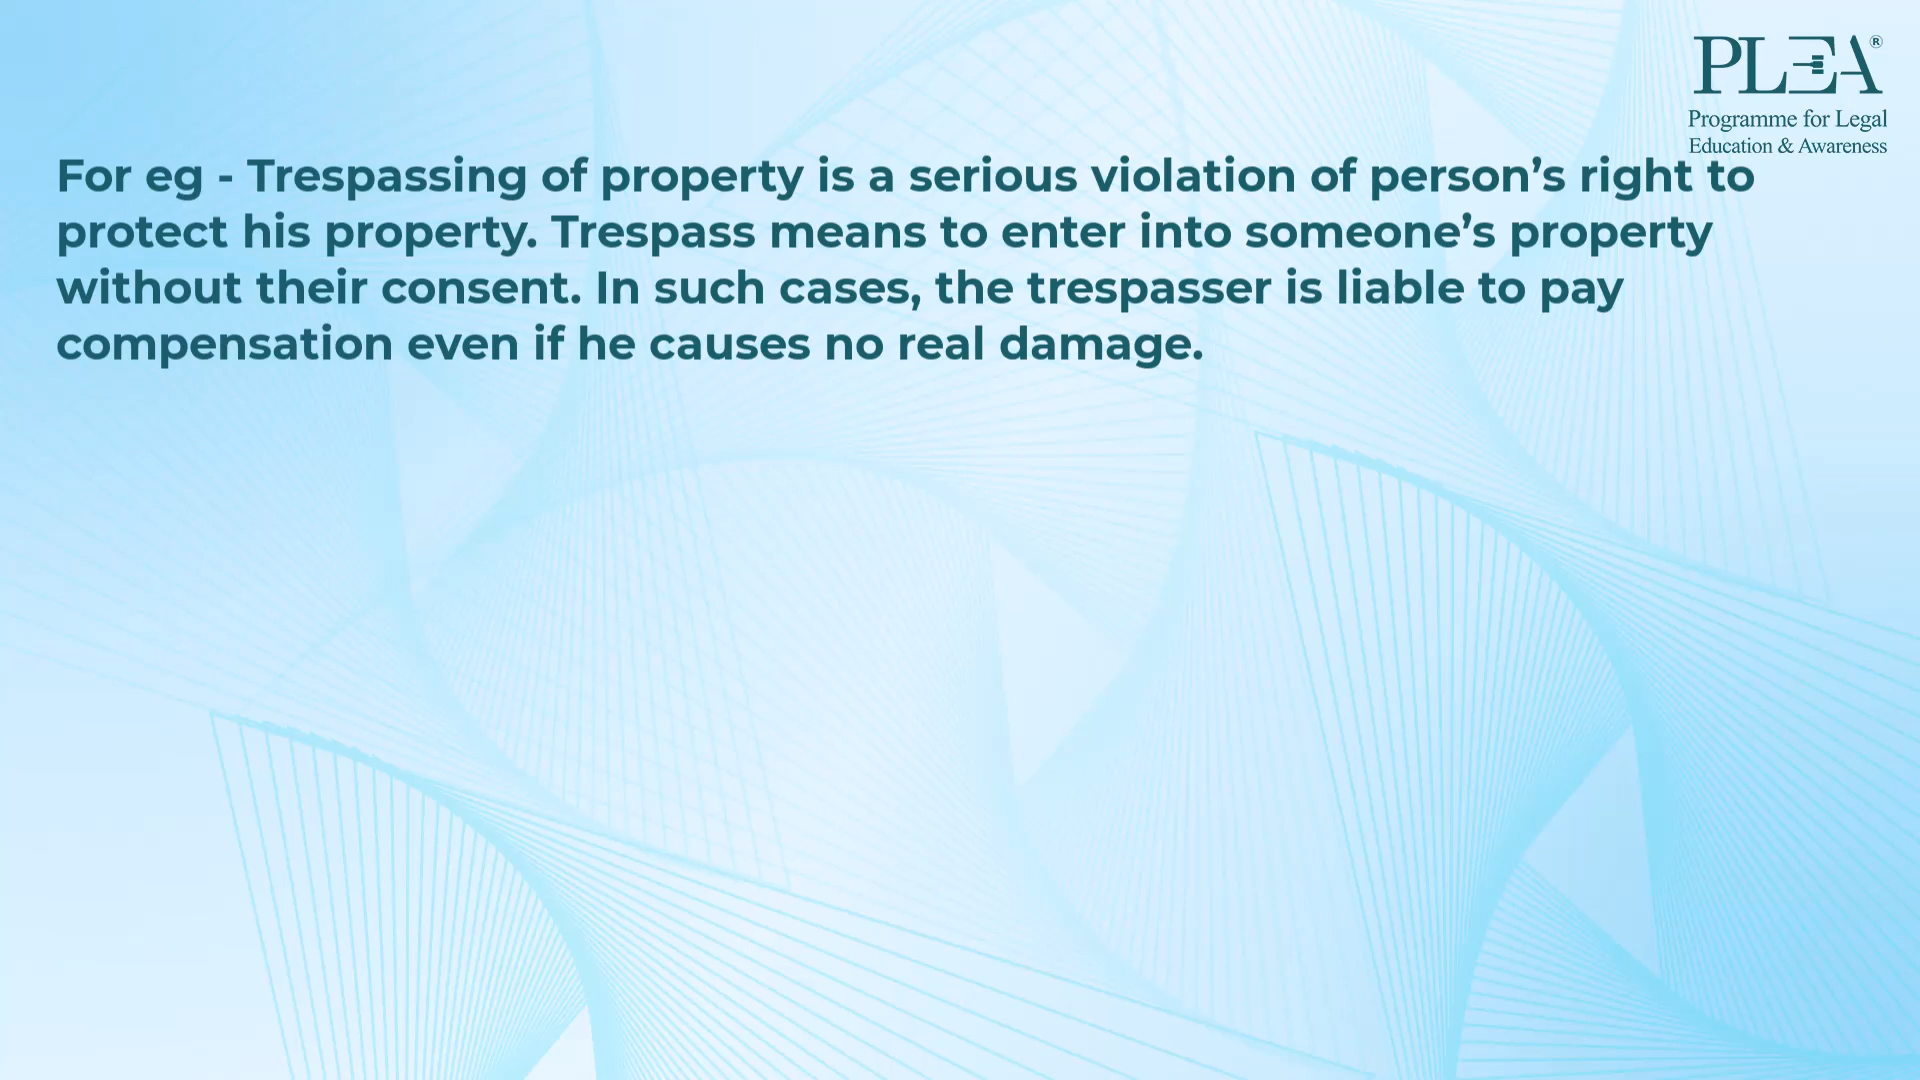 PLEA®
Programme for Legal
Education & Awareness
For eg - Trespassing of property is a serious violation of person’s right to
protect his property. Trespass means to enter into someone’s property
without their consent. In such cases, the trespasser is liable to pay
compensation even if he causes no real damage.